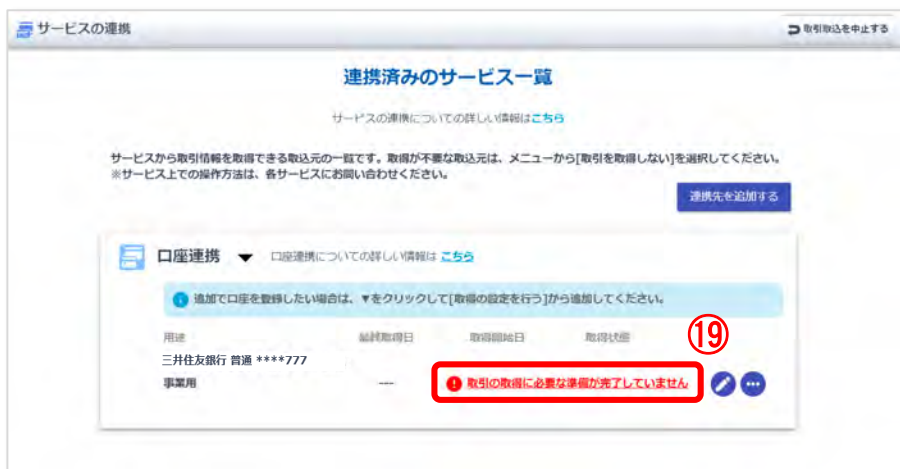 サービスの連携
取引取込を中止する
連携済みのサービス一覧
サービスの連携についての詳しい情報はこちら
サービスから取引情報を取得できる取込元の一覧です。取得が不要な取込元は、メニューから[取引を取得しない]を選択してください。
※サービス上での操作方法は、各サービスにお問い合わせください。
連携先を追加する
口座連携 ▼ 口座連携についての詳しい情報は こちら
追加で口座を登録したい場合は、▼をクリックして[取得の設定を行う]から追加してください。
用途 最終取得日 取得開始日 取得状態
⑲
三井住友銀行 普通 ****777
事業用 --- 取引の取得に必要な準備が完了していません